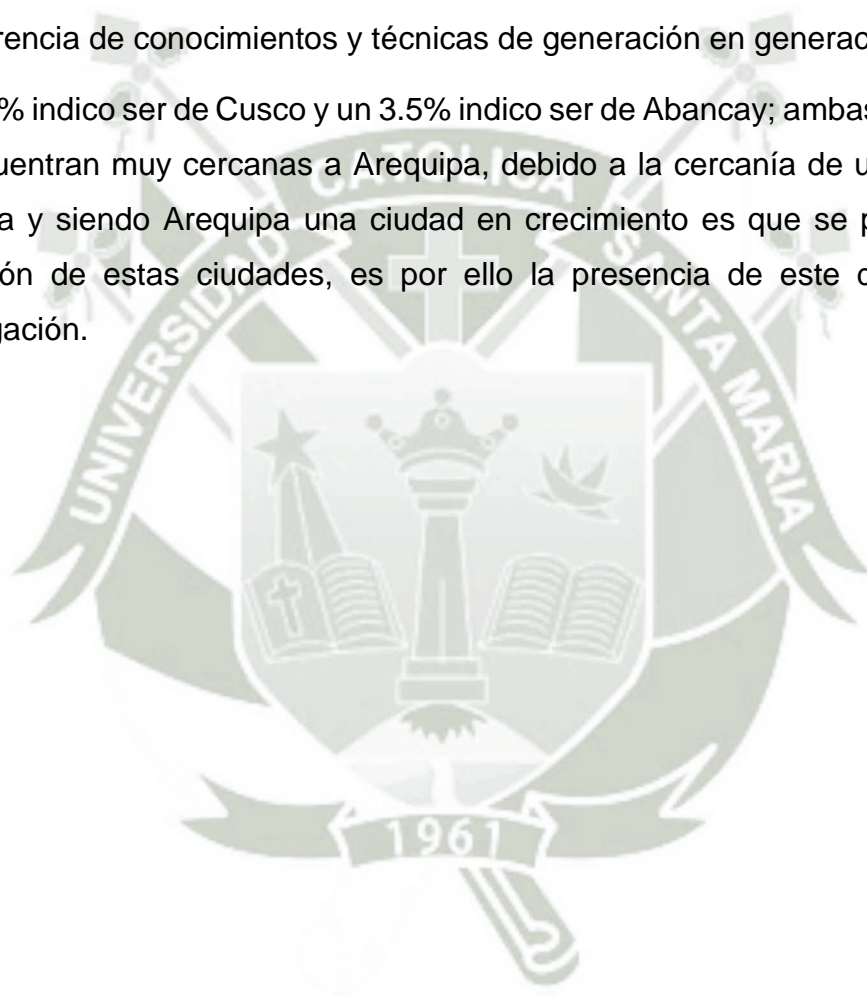 rencia de conocimientos y técnicas de generación en generac
% indico ser de Cusco y un 3.5% indico ser de Abancay; ambas
uentran muy cercanas a Arequipa, debido a la cercanía de u
a y siendo Arequipa una ciudad en crecimiento es que se p
ón de estas ciudades, es por ello la presencia de este c
gación.
UNIVERSIDAD CATOLICA SANTA MARIA
1961